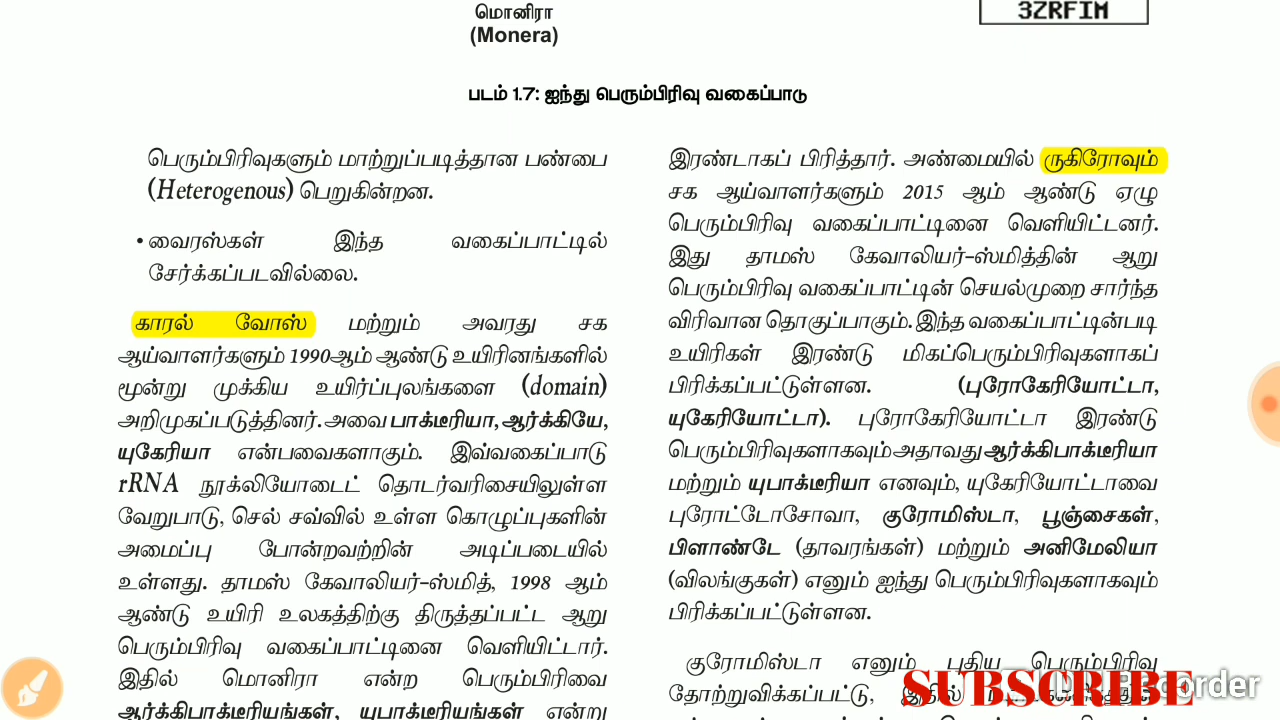 மொனிரா
(Monera)
3ZRFIM
படம் 1.7: ஐந்து பெரும்பிரிவு வகைப்பாடு
பெரும்பிரிவுகளும் மாற்றுப்படித்தான பண்பை
(Heterogenous) பெறுகின்றன.
• வைரஸ்கள் இந்த வகைப்பாட்டில்
சேர்க்கப்படவில்லை.
காரல் வோஸ் மற்றும் அவரது சக
ஆய்வாளர்களும் 1990ஆம் ஆண்டு உயிரினங்களில்
மூன்று முக்கிய உயிர்ப்புலங்களை (domain)
அறிமுகப்படுத்தினர். அவை பாக்டீரியா, ஆர்க்கியே,
யுகேரியா என்பவைகளாகும். இவ்வகைப்பாடு
rRNA நூக்லியோடைட் தொடர்வரிசையிலுள்ள
வேறுபாடு, செல் சவ்வில் உள்ள கொழுப்புகளின்
அமைப்பு போன்றவற்றின் அடிப்படையில்
உள்ளது. தாமஸ் கேவாலியர்-ஸ்மித், 1998 ஆம்
ஆண்டு உயிரி உலகத்திற்கு திருத்தப்பட்ட ஆறு
பெரும்பிரிவு வகைப்பாட்டினை வெளியிட்டார்.
இதில் மொனிரா என்ற பெரும்பிரிவை
ஆர்க்கிபாக்டீரியங்கள், யுபாக்டீரியங்கள் என்று
இரண்டாகப் பிரித்தார். அண்மையில் ருகிரோவும்
சக ஆய்வாளர்களும் 2015 ஆம் ஆண்டு ஏழு
பெரும்பிரிவு வகைப்பாட்டினை வெளியிட்டனர்.
இது தாமஸ் கேவாலியர்-ஸ்மித்தின் ஆறு
பெரும்பிரிவு வகைப்பாட்டின் செயல்முறை சார்ந்த
விரிவான தொகுப்பாகும். இந்த வகைப்பாட்டின்படி
உயிரிகள் இரண்டு மிகப்பெரும்பிரிவுகளாகப்
பிரிக்கப்பட்டுள்ளன. (புரோகேரியோட்டா,
யுகேரியோட்டா). புரோகேரியோட்டா இரண்டு
பெரும்பிரிவுகளாகவும் அதாவது ஆர்க்கிபாக்டீரியா
மற்றும் யுபாக்டீரியா எனவும், யுகேரியோட்டாவை
புரோட்டோசோவா, குரோமிஸ்டா, பூஞ்சைகள்,
பிளாண்டே (தாவரங்கள்) மற்றும் அனிமேலியா
(விலங்குகள்) எனும் ஐந்து பெரும்பிரிவுகளாகவும்
பிரிக்கப்பட்டுள்ளன.
குரோமிஸ்டா எனும் புதிய பெரும்பிரிவு
தோற்றுவிக்கப்பட்டு, இதில்
SUBSCRIBE